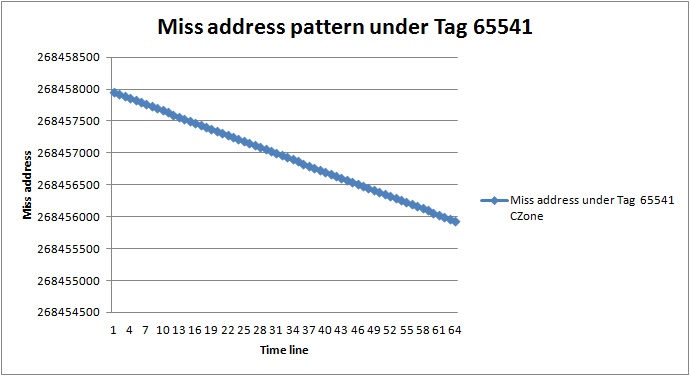 Miss address pattern under Tag 65541
268458500
268458000
268457500
268457000
268456500
268456000
268455500
268455000
268454500
Miss address
1 4 7 10 13 16 19 22 25 28 31 34 37 40 43 46 49 52 55 58 61 64
Time line
Miss address under Tag 65541
CZone